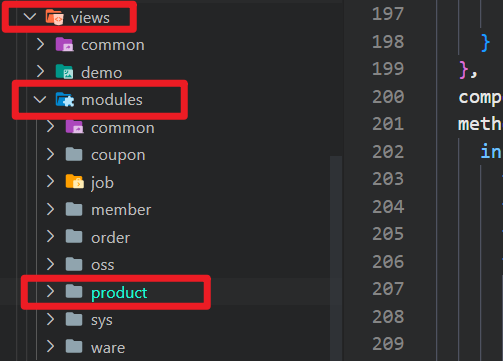 views
common
demo
modules
common
coupon
job
member
order
oss
product
sys
ware
197
198 }
199 },
200 comp
201 meth
202 in
203
204
205
206
207
208
209